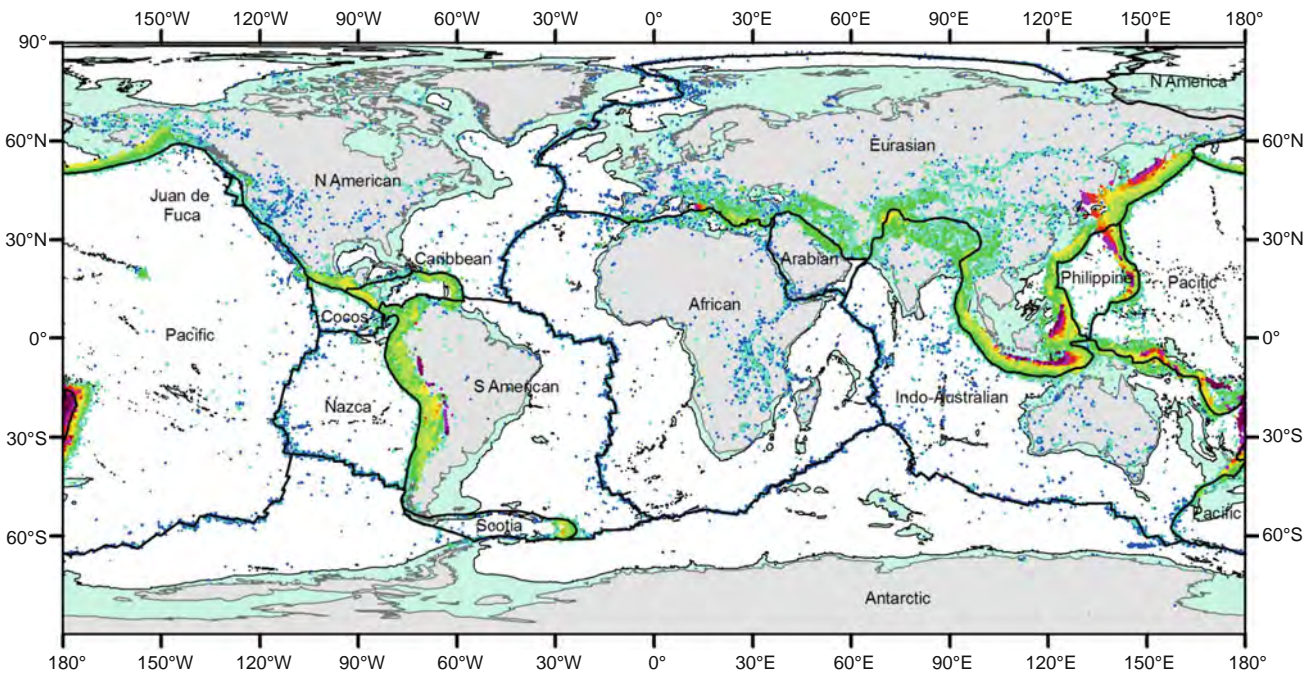 150°W 120°W 90°W 60°W 30°W 0° 30°E 60°E 90°E 120°E 150°E 180°
90°
N America
60°N 60°N
Eurasian
N American
Juan de
Fuca
30°N 30°N
Caribbean
Arabian
Philippine
Pacific
African
Cocos
Pacific
0° 0°
S American
Nazca
Indo-Australian
30°S 30°S
Pacific
Scotia
60°S 60°S
Antarctic
180° 150°W 120°W 90°W 60°W 30°W 0° 30°E 60°E 90°E 120°E 150°E 180°